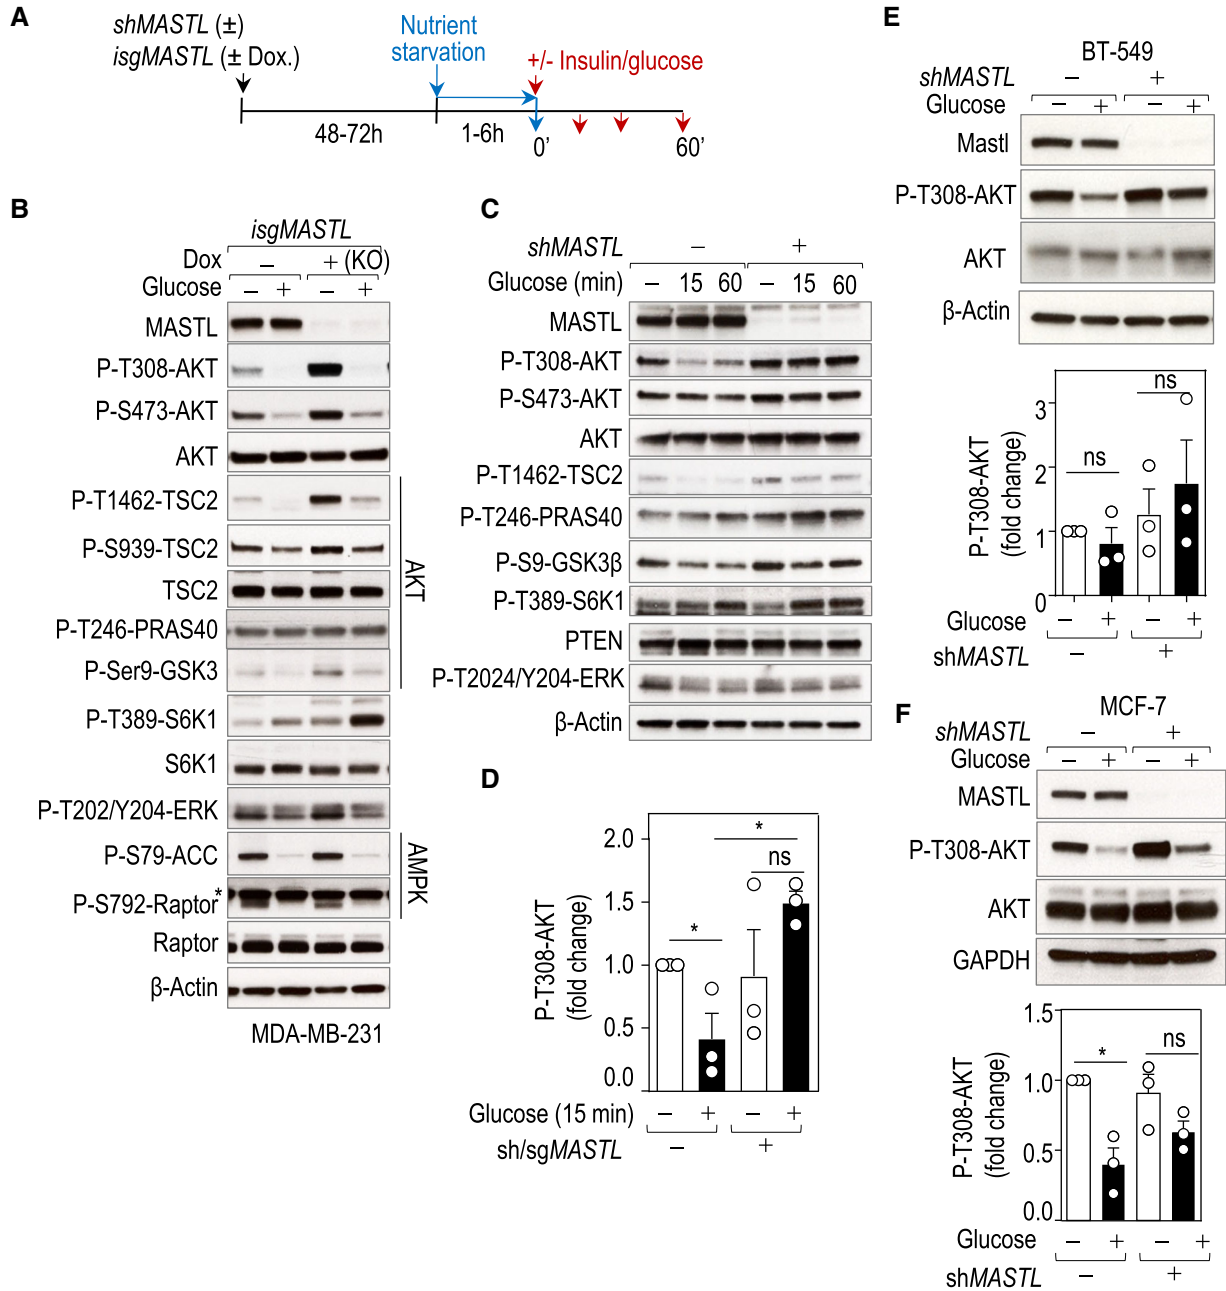 A
shMASTL (±)
isgMASTL (± Dox.)
Nutrient
starvation
+/- Insulin/glucose
48-72h
1-6h
0’
60’
B
isgMASTL
Dox – + (KO)
Glucose – + – +
MASTL
P-T308-AKT
P-S473-AKT
AKT
P-T1462-TSC2
P-S939-TSC2
TSC2
P-T246-PRAS40
P-Ser9-GSK3
AKT
P-T389-S6K1
S6K1
P-T202/Y204-ERK
P-S79-ACC
P-S792-Raptor*
AMPK
Raptor
β-Actin
MDA-MB-231
C
shMASTL – +
Glucose (min) – 15 60 – 15 60
MASTL
P-T308-AKT
P-S473-AKT
AKT
P-T1462-TSC2
P-T246-PRAS40
P-S9-GSK3β
P-T389-S6K1
PTEN
P-T2024/Y204-ERK
β-Actin
D
P-T308-AKT
(fold change)
2.0
1.5
1.0
0.5
0.0
*
*
ns
Glucose (15 min) – + – +
sh/sgMASTL – +
E
BT-549
shMASTL – +
Glucose – + – +
Mastl
P-T308-AKT
AKT
β-Actin
P-T308-AKT
(fold change)
3
2
1
0
ns
ns
Glucose – + – +
shMASTL – +
F
MCF-7
shMASTL – +
Glucose – + – +
MASTL
P-T308-AKT
AKT
GAPDH
P-T308-AKT
(fold change)
1.5
1.0
0.5
0.0
*
ns
Glucose – + – +
shMASTL – +